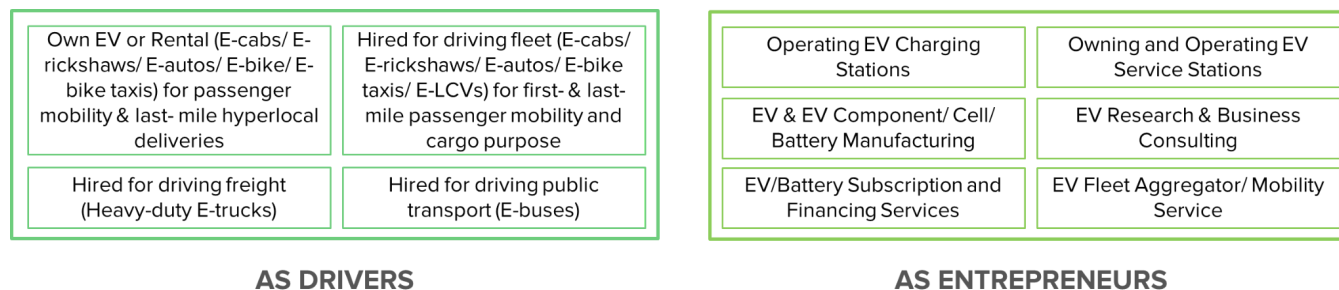 Own EV or Rental (E-cabs/ E-
rickshaws/ E-autos/ E-bike/ E-
bike taxis) for passenger
mobility & last- mile hyperlocal
deliveries
Hired for driving fleet (E-cabs/
E-rickshaws/ E-autos/ E-bike
taxis/ E-LCVs) for first- & last-
mile passenger mobility and
cargo purpose
Hired for driving freight
(Heavy-duty E-trucks)
Hired for driving public
transport (E-buses)
AS DRIVERS
Operating EV Charging
Stations
Owning and Operating EV
Service Stations
EV & EV Component/ Cell/
Battery Manufacturing
EV Research & Business
Consulting
EV/Battery Subscription and
Financing Services
EV Fleet Aggregator/ Mobility
Service
AS ENTREPRENEURS